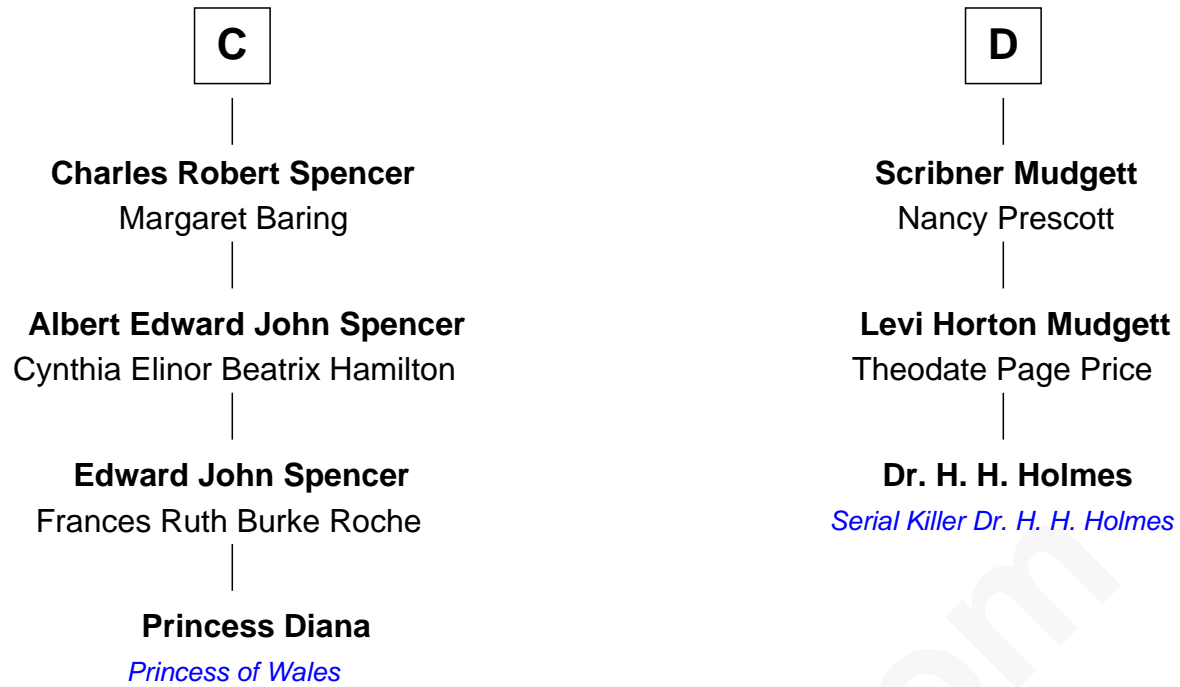 C
Charles Robert Spencer
Margaret Baring
Albert Edward John Spencer
Cynthia Elinor Beatrix Hamilton
Edward John Spencer
Frances Ruth Burke Roche
Princess Diana
Princess of Wales
D
Scribner Mudgett
Nancy Prescott
Levi Horton Mudgett
Theodate Page Price
Dr. H. H. Holmes
Serial Killer Dr. H. H. Holmes
om